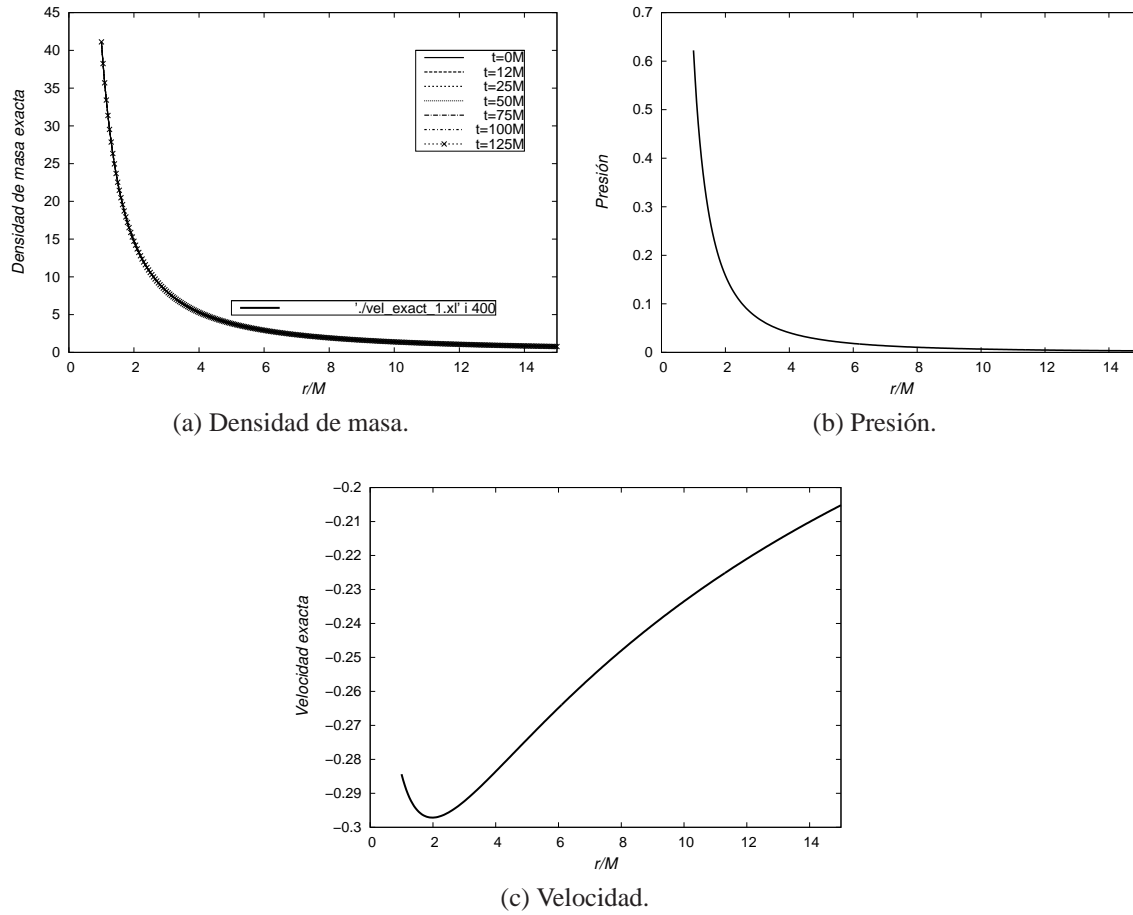 45
40
35
30
25
20
15
10
5
0
Densidad de masa exacta
0 2 4 6 8 10 12 14
r/M
t=0M
t=12M
t=25M
t=50M
t=75M
t=100M
t=125M
'./vel_exact_1.xl' i 400
(a) Densidad de masa.
0.7
0.6
0.5
0.4
0.3
0.2
0.1
0
Presión
0 2 4 6 8 10 12 14
r/M
(b) Presión.
−0.2
−0.21
−0.22
−0.23
−0.24
−0.25
−0.26
−0.27
−0.28
−0.29
−0.3
Velocidad exacta
0 2 4 6 8 10 12 14
r/M
(c) Velocidad.